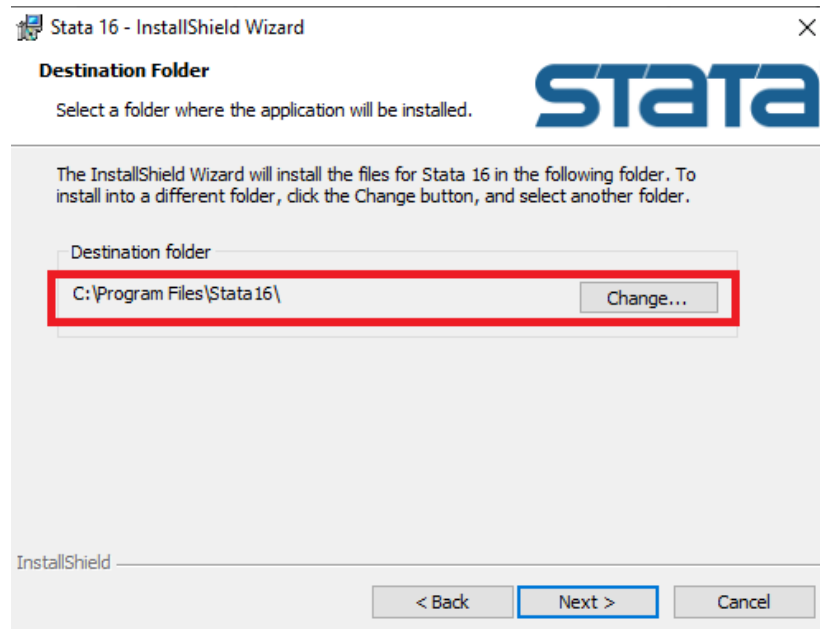 Stata 16 - InstallShield Wizard
Destination Folder
Select a folder where the application will be installed.
stata
The InstallShield Wizard will install the files for Stata 16 in the following folder. To
install into a different folder, click the Change button, and select another folder.
Destination folder
C:\Program Files\Stata16\
Change...
InstallShield
< Back
Next >
Cancel